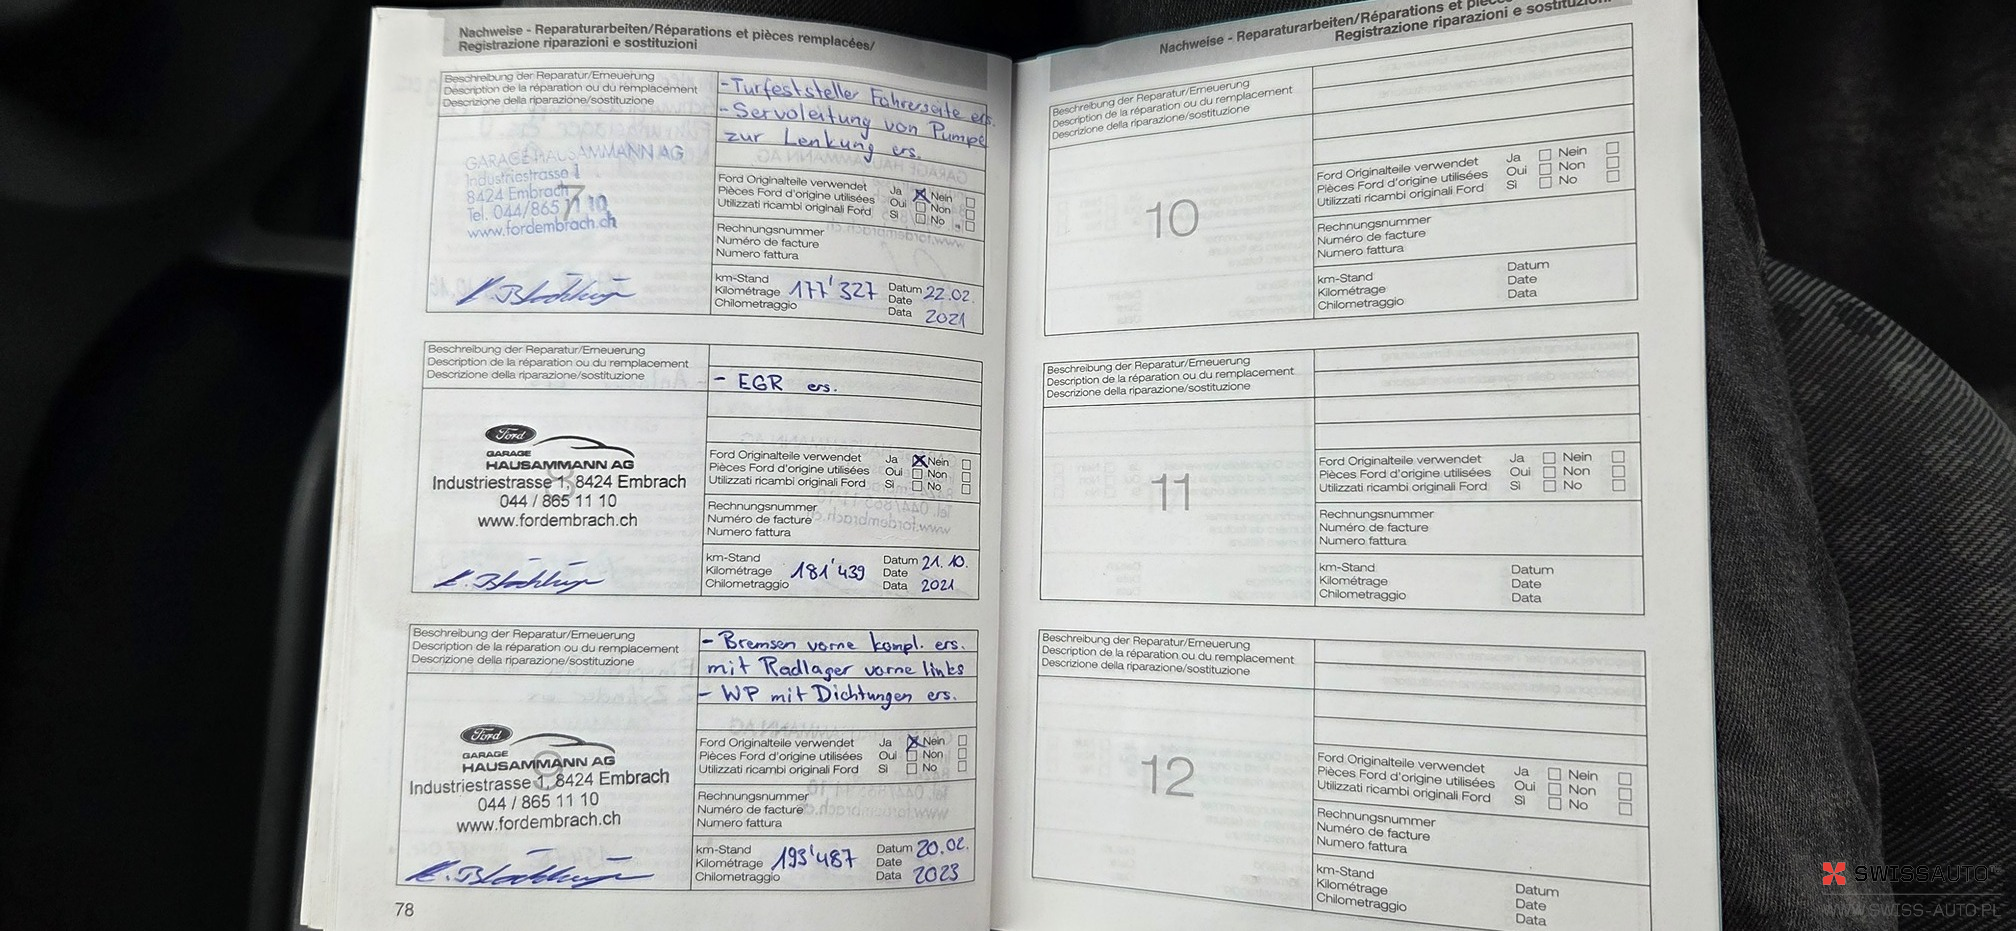 Nachweise - Reparaturarbeiten/Réparations et pièces remplacées/
Registrazione riparazioni e sostituzioni
Beschreibung der Reparatur/Erneuerung
Description de la réparation ou du remplacement
Descrizione della riparazione/sostituzione
- Türfeststeller Fahrerseite ers.
- Servoleitung von Pumpe
zur Lenkung ers.
GARAGE HAUSAMMANN AG
Industriestrasse 1
8424 Embrach
Tel. 044/865 11 10
www.fordembrach.ch
7
Ford Originalteile verwendet Ja Nein
Pièces Ford d'origine utilisées Oui Non
Utilizzati ricambi originali Ford Sì No
Rechnungsnummer
Numéro de facture
Numero fattura
km-Stand
Kilométrage 177'327
Chilometraggio
Datum 22.02.
Date
Data 2021
Beschreibung der Reparatur/Erneuerung
Description de la réparation ou du remplacement
Descrizione della riparazione/sostituzione
- EGR ers.
Ford
GARAGE
HAUSAMMANN AG
Industriestrasse 1, 8424 Embrach
044 / 865 11 10
www.fordembrach.ch
Ford Originalteile verwendet Ja Nein
Pièces Ford d'origine utilisées Oui Non
Utilizzati ricambi originali Ford Sì No
Rechnungsnummer
Numéro de facture
Numero fattura
km-Stand
Kilométrage 181'439
Chilometraggio
Datum 21.10.
Date
Data 2021
Beschreibung der Reparatur/Erneuerung
Description de la réparation ou du remplacement
Descrizione della riparazione/sostituzione
- Bremsen vorne kompl. ers.
mit Radlager vorne links
- WP mit Dichtungen ers.
Ford
GARAGE
HAUSAMMANN AG
Industriestrasse 1, 8424 Embrach
044 / 865 11 10
www.fordembrach.ch
9
Ford Originalteile verwendet Ja Nein
Pièces Ford d'origine utilisées Oui Non
Utilizzati ricambi originali Ford Sì No
Rechnungsnummer
Numéro de facture
Numero fattura
km-Stand
Kilométrage 193'487
Chilometraggio
Datum 20.02.
Date
Data 2023
78
Nachweise - Reparaturarbeiten/Réparations et
Registrazione riparazioni e
Beschreibung der Reparatur/Erneuerung
Description de la réparation ou du remplacement
Descrizione della riparazione/sostituzione
10
Ford Originalteile verwendet Ja Nein
Pièces Ford d'origine utilisées Oui Non
Utilizzati ricambi originali Ford Sì No
Rechnungsnummer
Numéro de facture
Numero fattura
km-Stand Datum
Kilométrage Date
Chilometraggio Data
Beschreibung der Reparatur/Erneuerung
Description de la réparation ou du remplacement
Descrizione della riparazione/sostituzione
11
Ford Originalteile verwendet Ja Nein
Pièces Ford d'origine utilisées Oui Non
Utilizzati ricambi originali Ford Sì No
Rechnungsnummer
Numéro de facture
Numero fattura
km-Stand Datum
Kilométrage Date
Chilometraggio Data
Beschreibung der Reparatur/Erneuerung
Description de la réparation ou du remplacement
Descrizione della riparazione/sostituzione
12
Ford Originalteile verwendet Ja Nein
Pièces Ford d'origine utilisées Oui Non
Utilizzati ricambi originali Ford Sì No
Rechnungsnummer
Numéro de facture
Numero fattura
km-Stand Datum
Kilométrage Date
Chilometraggio Data
SWISSAUTO
WWW.SWISS-AUTO.PL